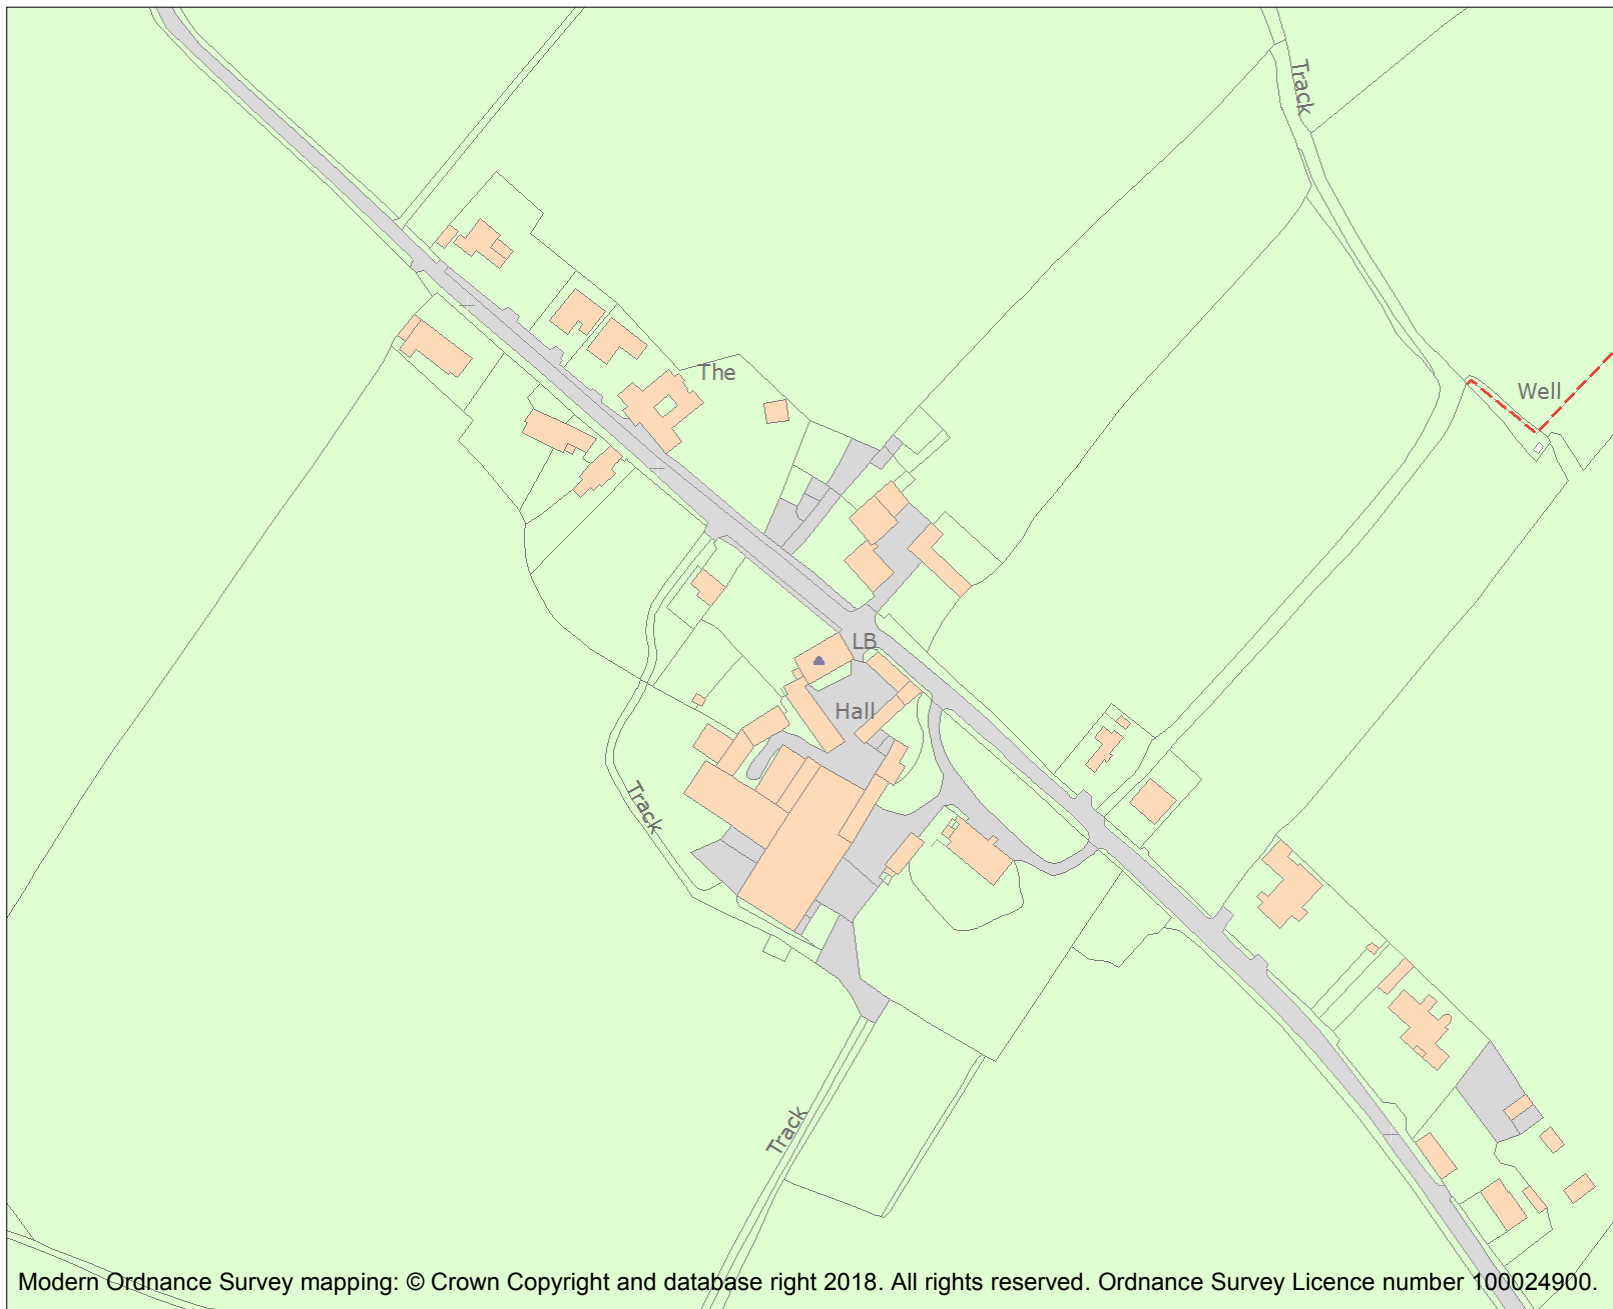 Track
The
Well
LB
Hall
Track
Track
Modern Ordnance Survey mapping: © Crown Copyright and database right 2018. All rights reserved. Ordnance Survey Licence number 100024900.